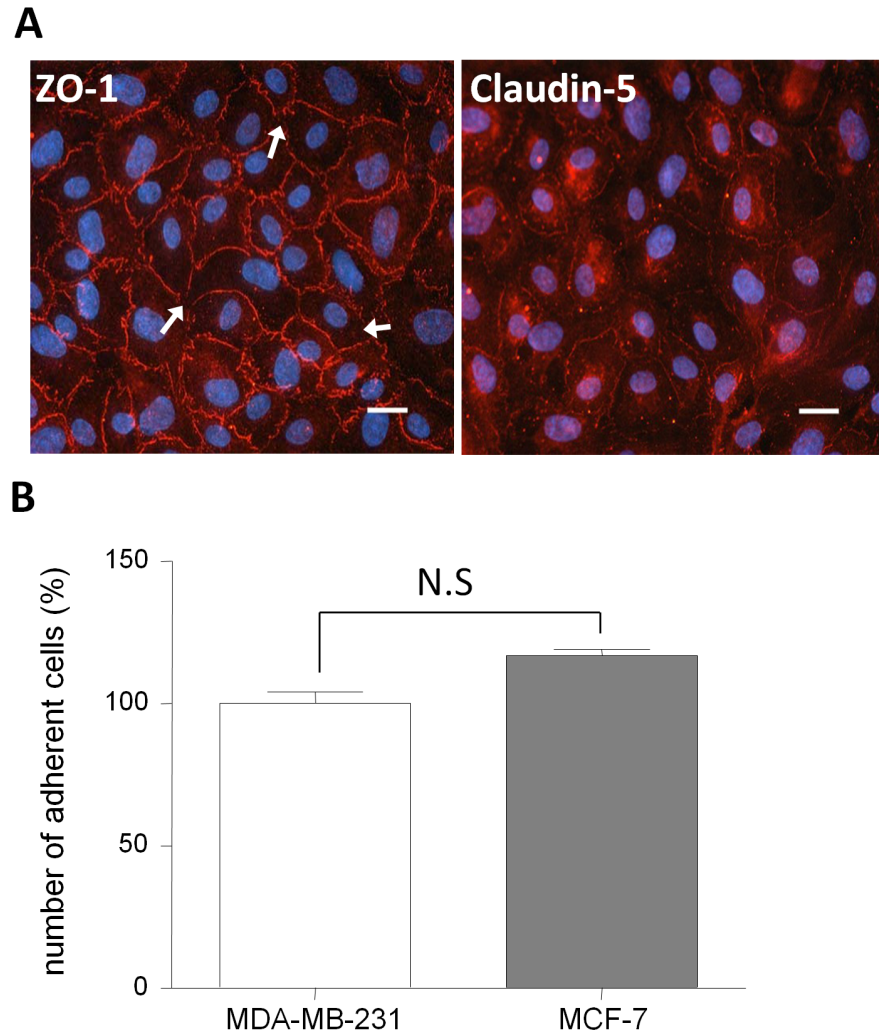 A
ZO-1
Claudin-5
B
150
100
50
0
number of adherent cells (%)
N.S
MDA-MB-231
MCF-7